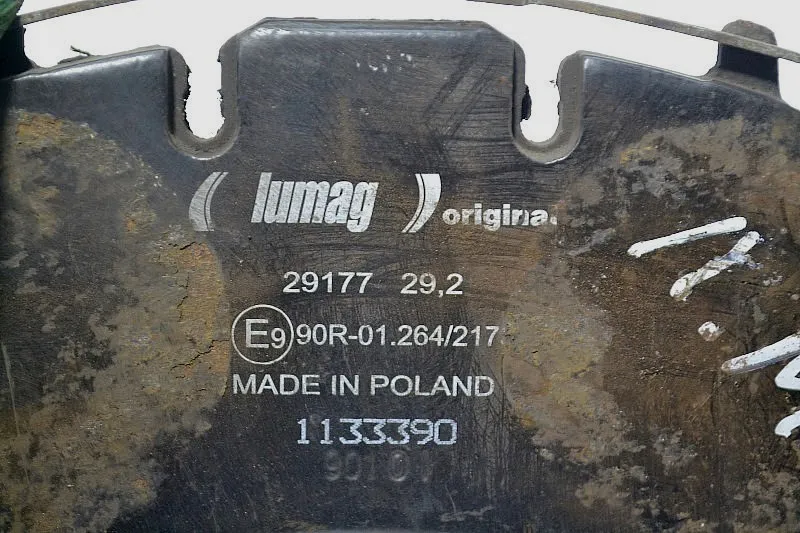 lumag original
29177 29,2
E9 90R-01.264/217
MADE IN POLAND
1133390